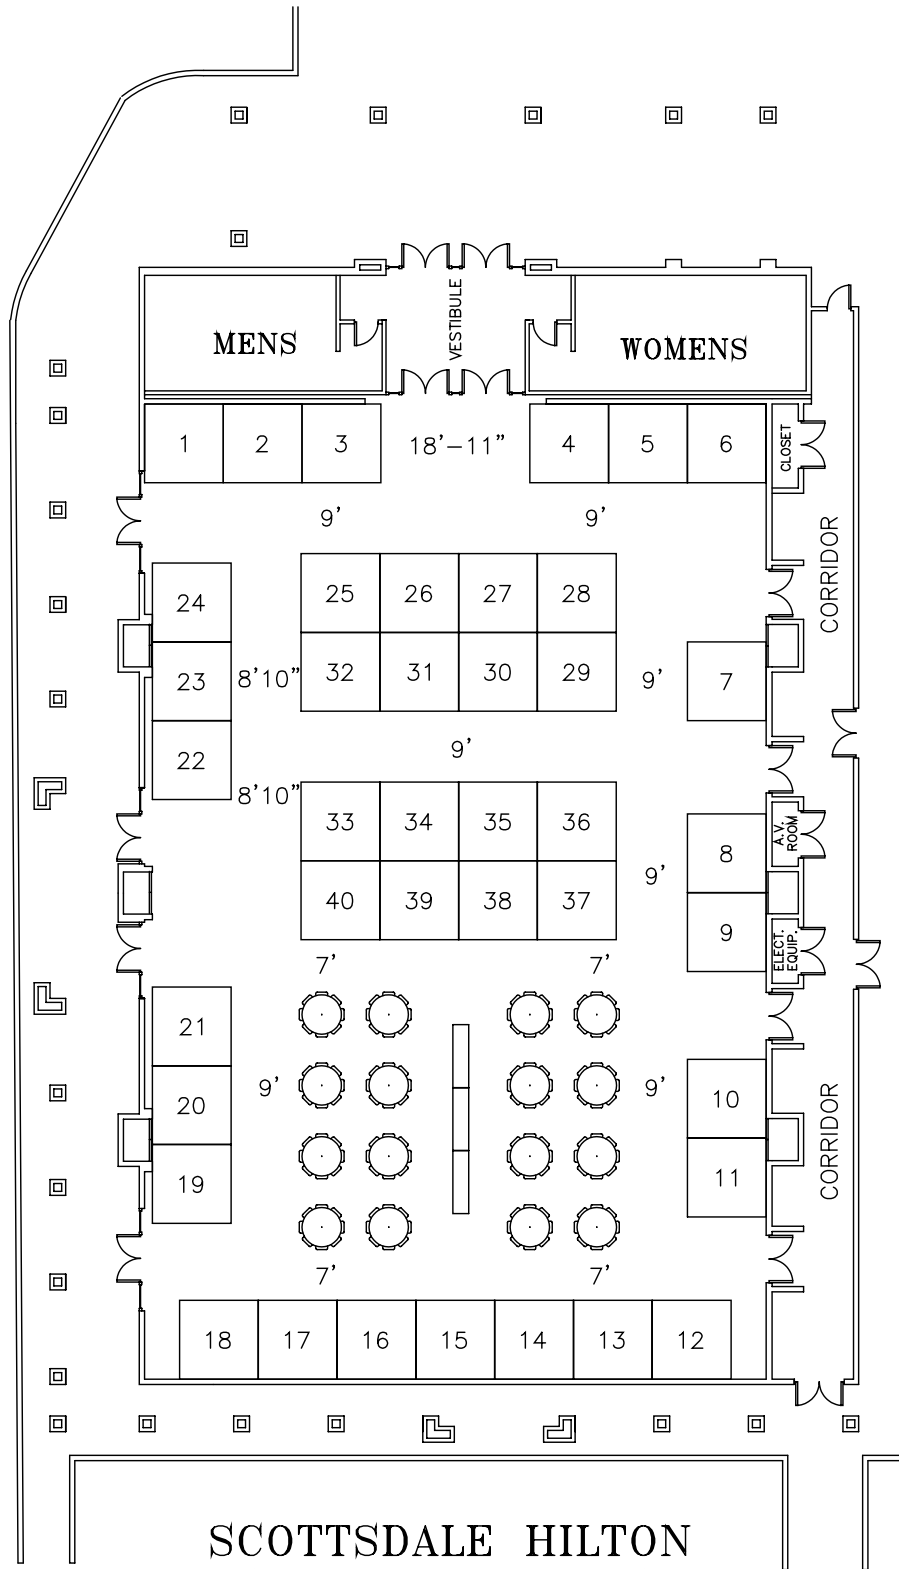 MENS
VESTIBULE
WOMENS
1 2 3 18'-11" 4 5 6 CLOSET
9' 9'
CORRIDOR
24 25 26 27 28
23 8'10" 32 31 30 29 9' 7
22 9'
8'10" 33 34 35 36 A.V.
ROOM
8
9'
40 39 38 37 9 ELECT.
EQUIP.
7' 7'
21
20 9' 9' 10
CORRIDOR
19 11
7' 7'
18 17 16 15 14 13 12
SCOTTSDALE HILTON